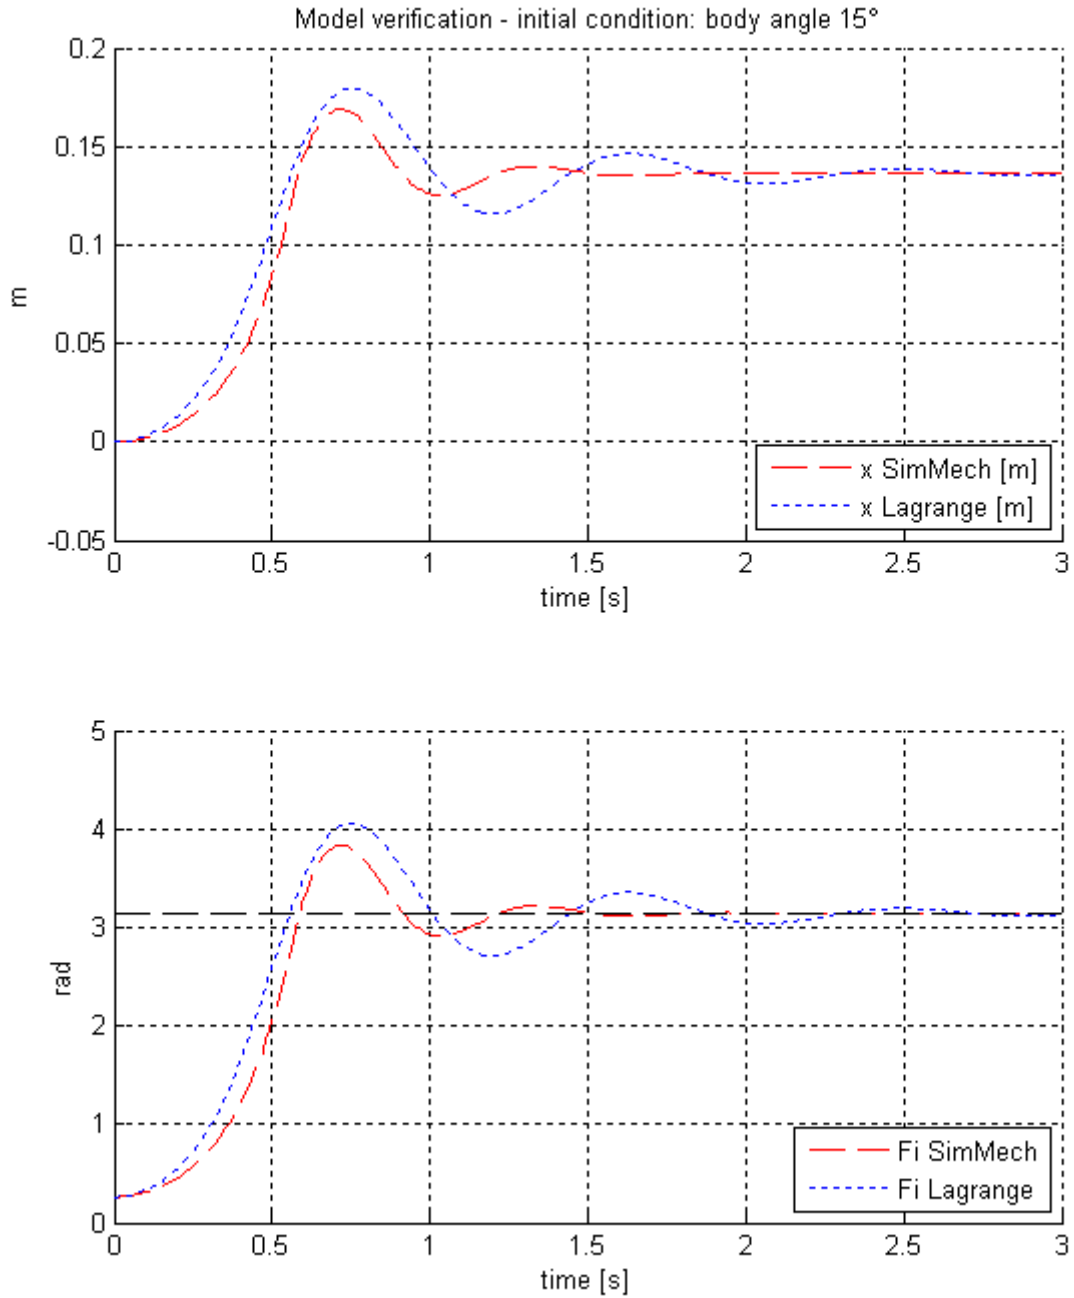 Model verification - initial condition: body angle 15°
0.2
0.15
0.1
0.05
0
-0.05
m
x SimMech [m]
x Lagrange [m]
0 0.5 1 1.5 2 2.5 3
time [s]
5
4
3
2
1
0
rad
Fi SimMech
Fi Lagrange
0 0.5 1 1.5 2 2.5 3
time [s]